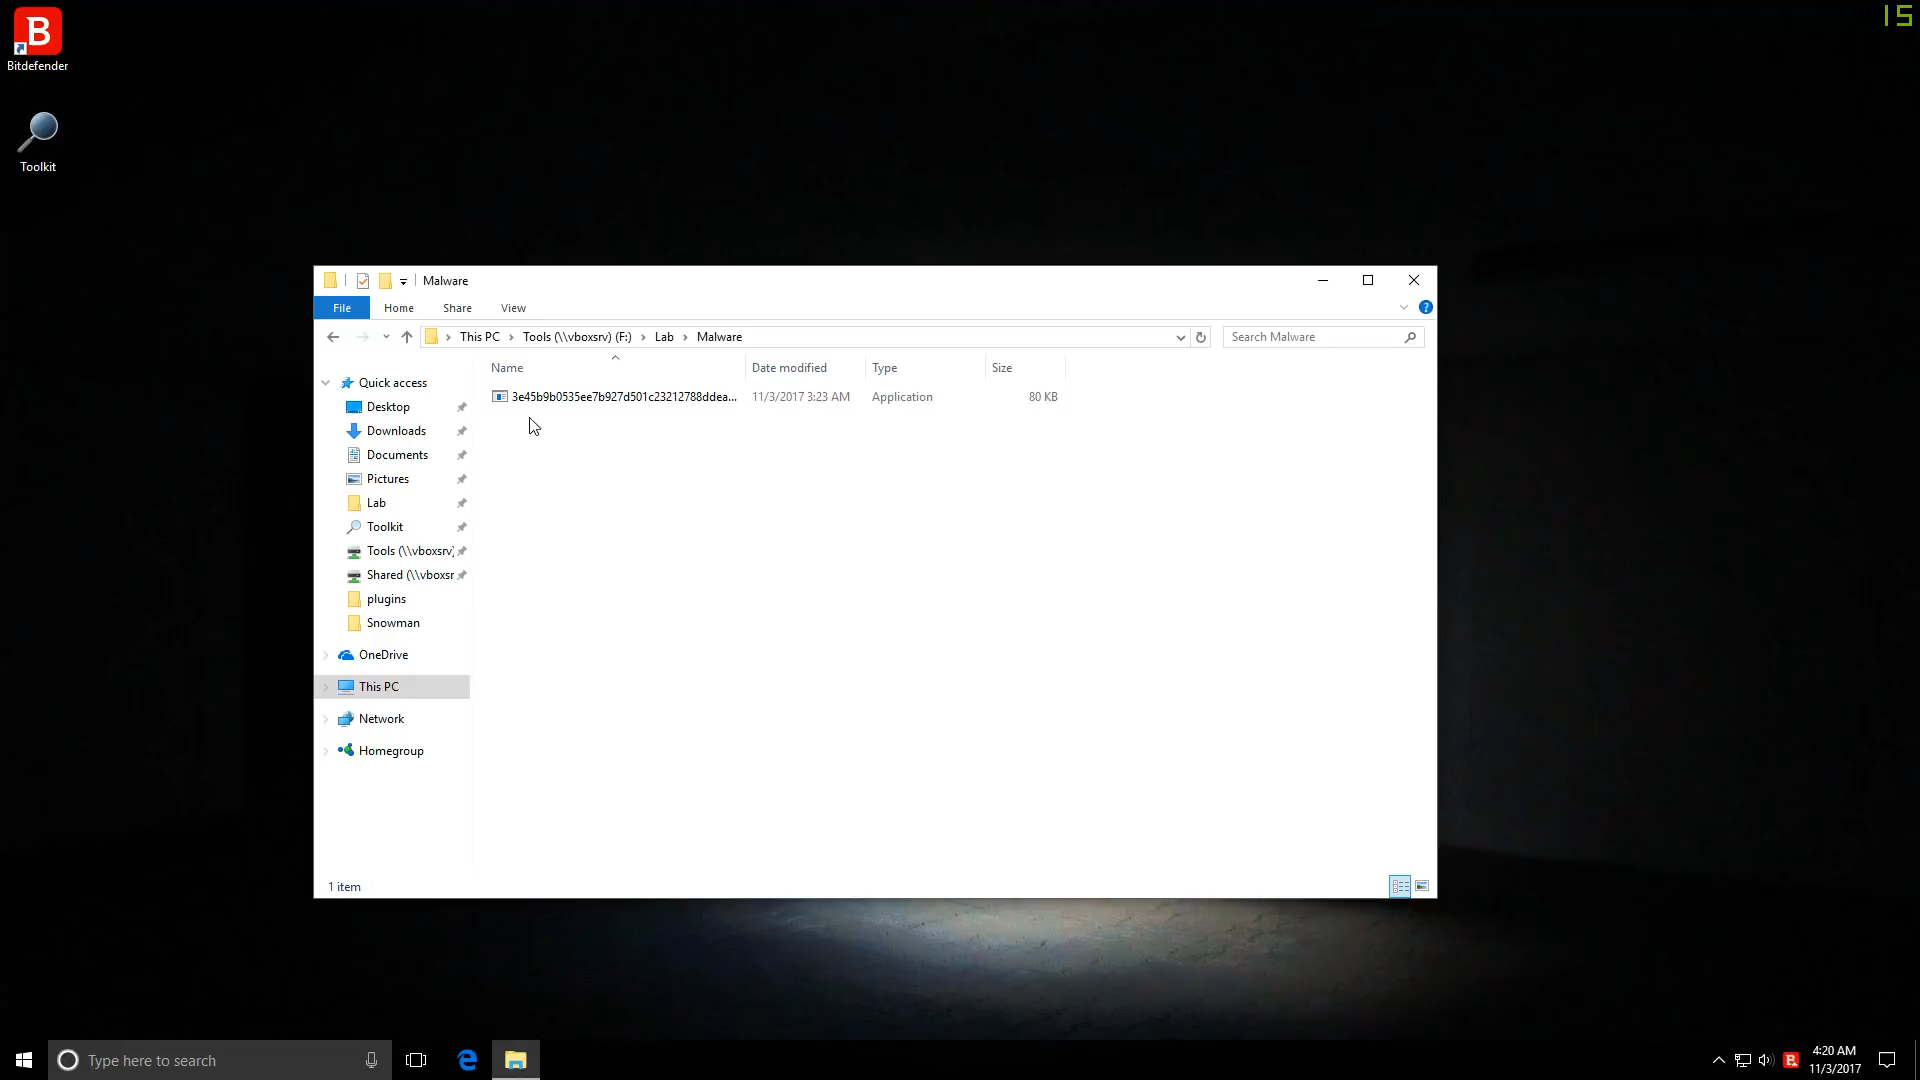 15
B
Bitdefender
Toolkit
Malware
File Home Share View
This PC Tools (\\vboxsrv) (F:) Lab Malware
Search Malware
Name Date modified Type Size
3e45b9b0535ee7b927d501c23212788ddea... 11/3/2017 3:23 AM Application 80 KB
Quick access
Desktop
Downloads
Documents
Pictures
Lab
Toolkit
Tools (\\vboxsrv)
Shared (\\vboxsr
plugins
Snowman
OneDrive
This PC
Network
Homegroup
1 item
Type here to search
4:20 AM
11/3/2017